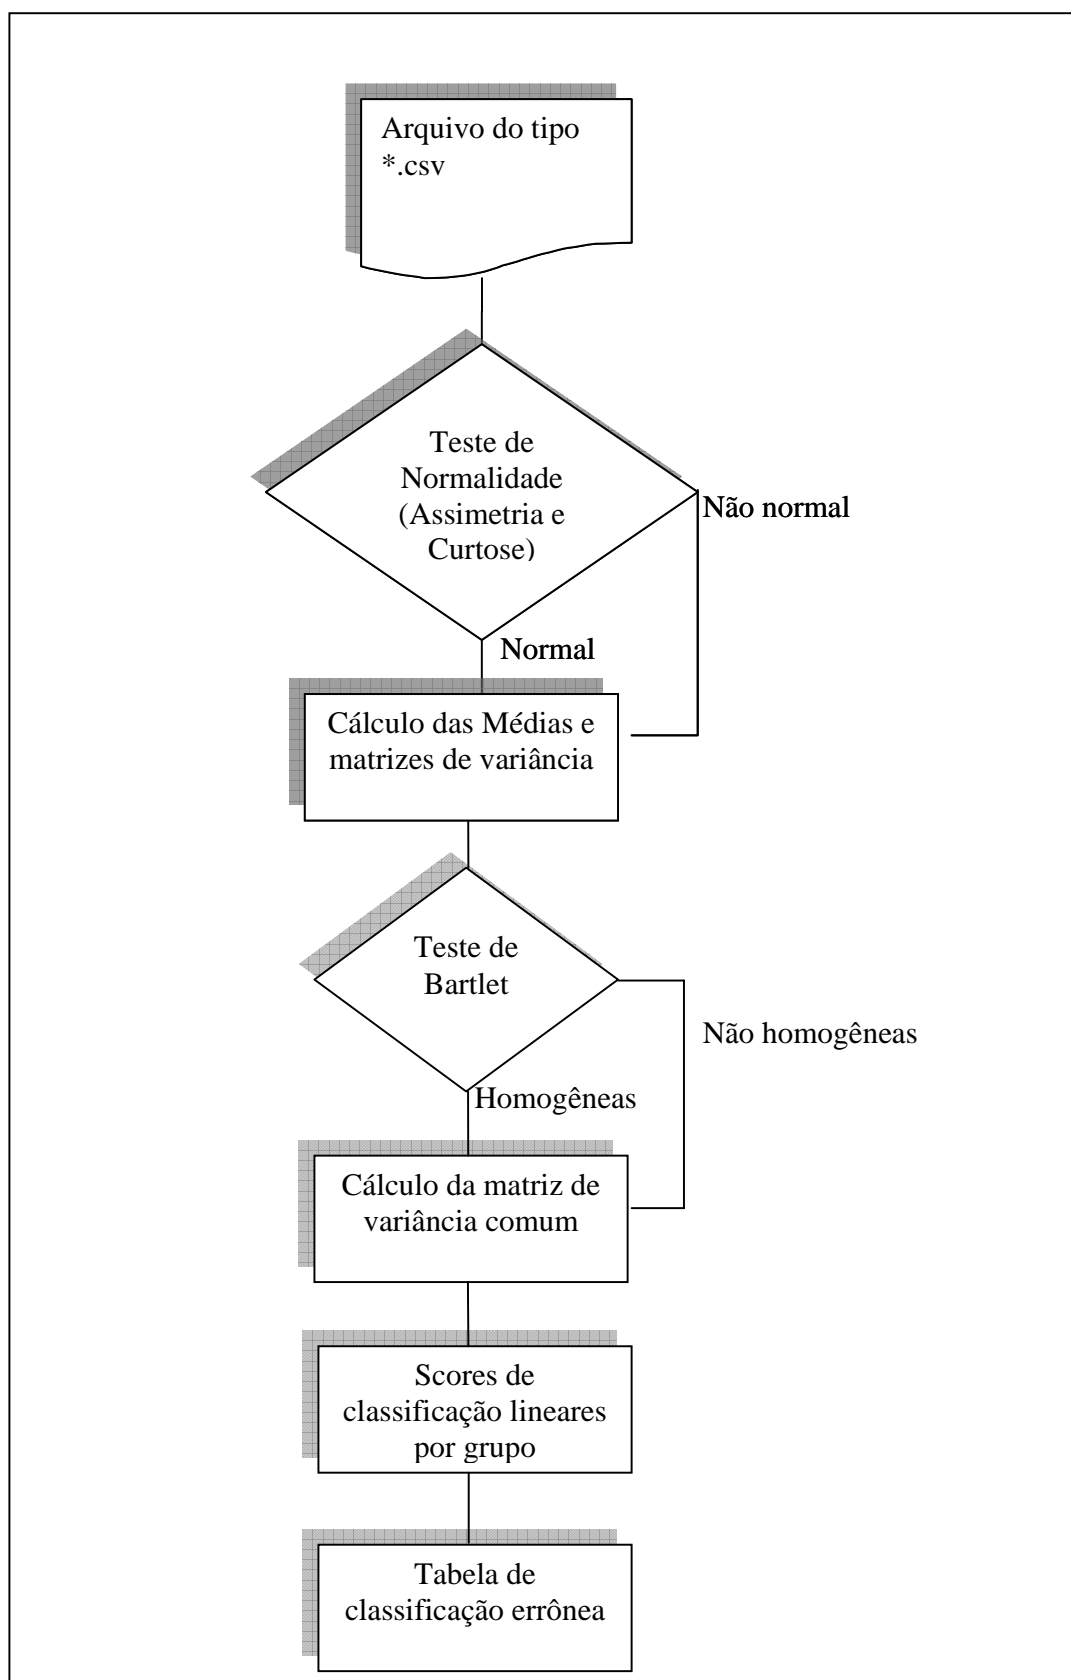 Arquivo do tipo
*.csv
Teste de
Normalidade
(Assimetria e
Curtose)
Não normal
Normal
Cálculo das Médias e
matrizes de variância
Teste de
Bartlet
Não homogêneas
Homogêneas
Cálculo da matriz de
variância comum
Scores de
classificação lineares
por grupo
Tabela de
classificação errônea